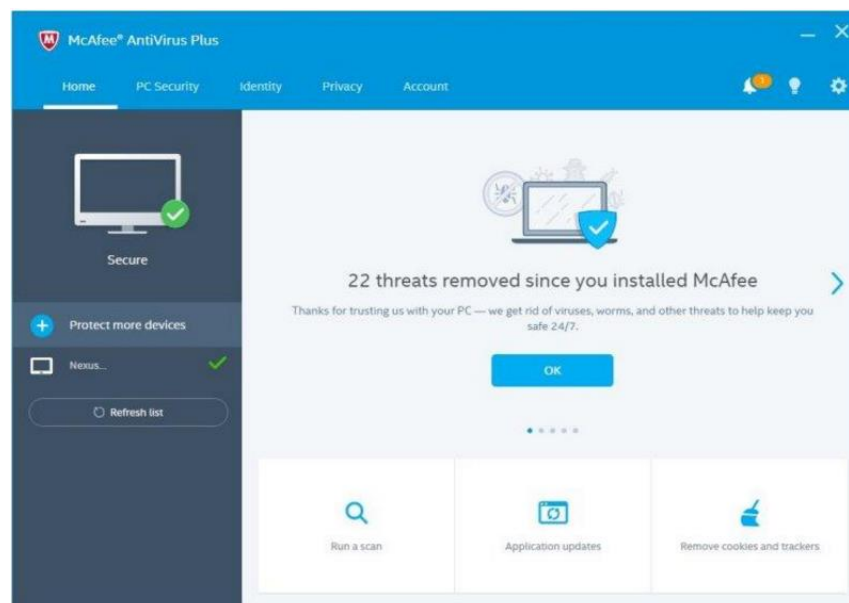 McAfee® AntiVirus Plus
Home PC Security Identity Privacy Account
Secure
22 threats removed since you installed McAfee
Thanks for trusting us with your PC — we get rid of viruses, worms, and other threats to help keep you
safe 24/7.
Protect more devices
Nexus...
OK
Refresh list
Run a scan Application updates Remove cookies and trackers